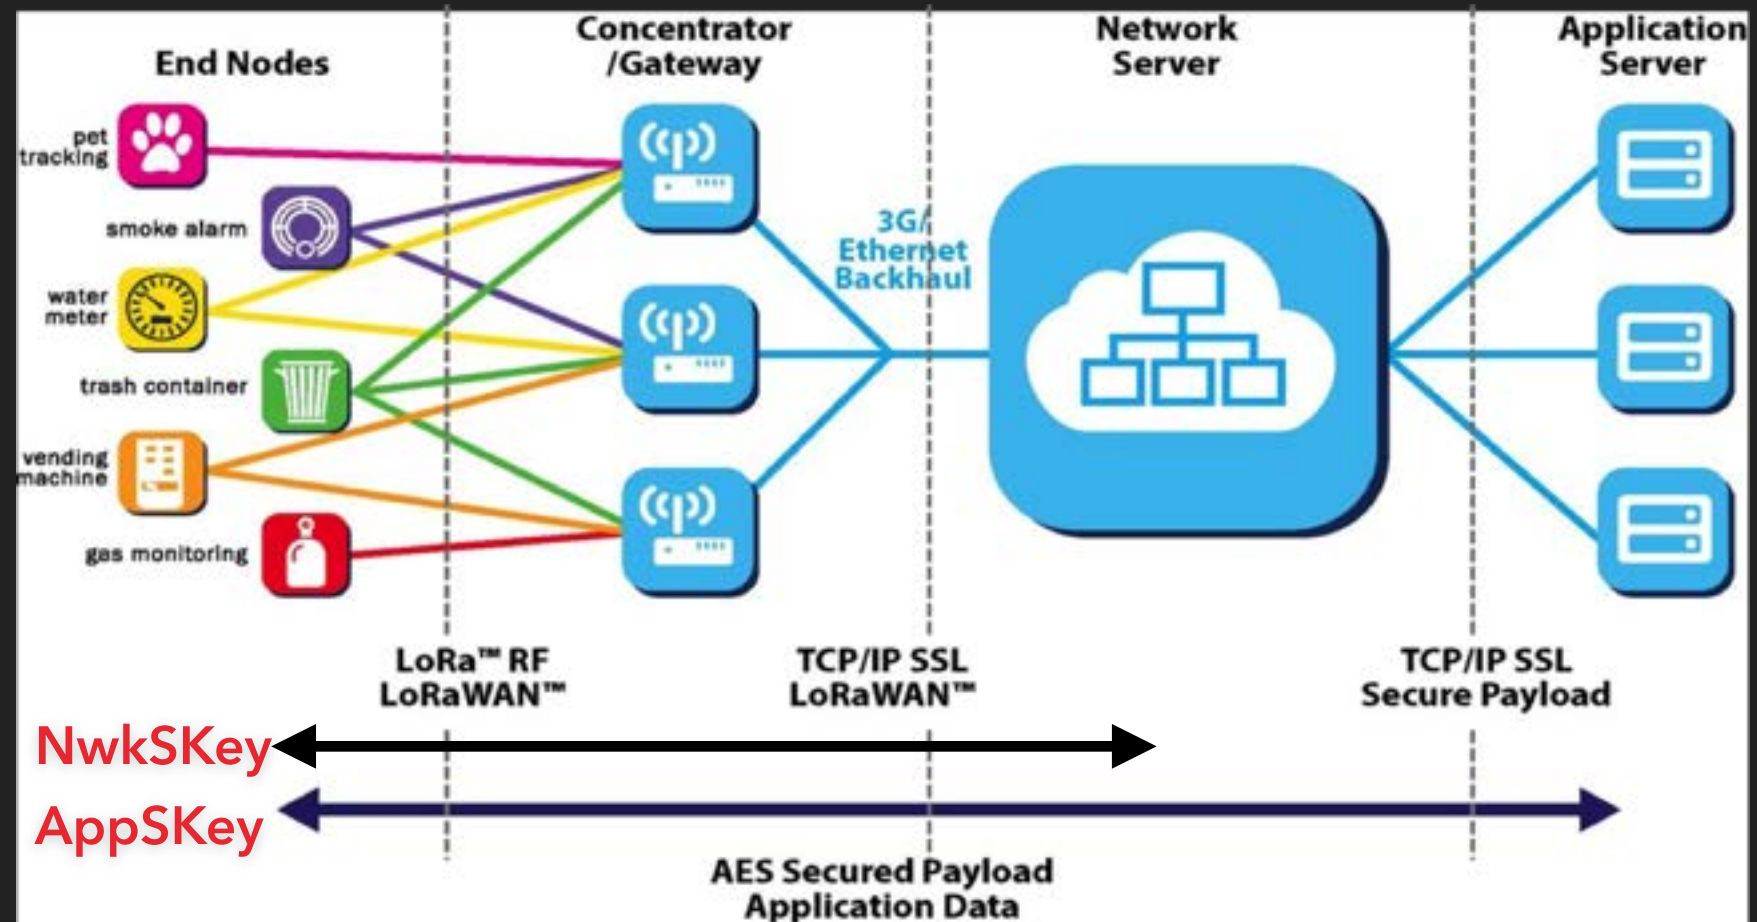 End Nodes
Concentrator
/Gateway
Network
Server
Application
Server
pet
tracking
smoke alarm
water
meter
trash container
vending
machine
gas monitoring
3G/
Ethernet
Backhaul
LoRa™ RF
LoRaWAN™
TCP/IP SSL
LoRaWAN™
TCP/IP SSL
Secure Payload
NwkSKey
AppSKey
AES Secured Payload
Application Data